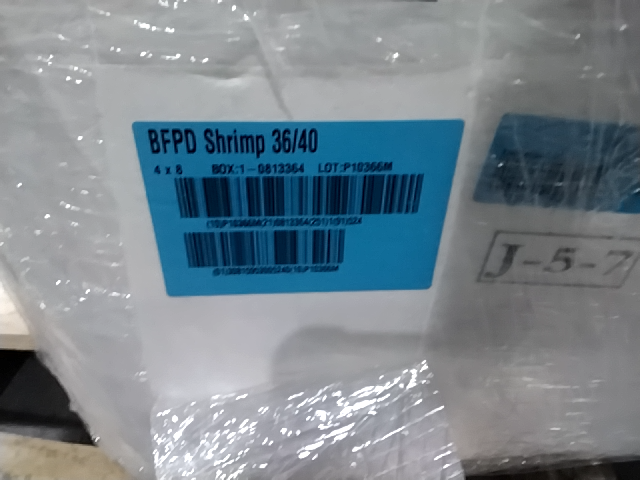 BFPD Shrimp 36/40
4 x 8 BOX:1-0813364 LOT:P10366M
J-5-7